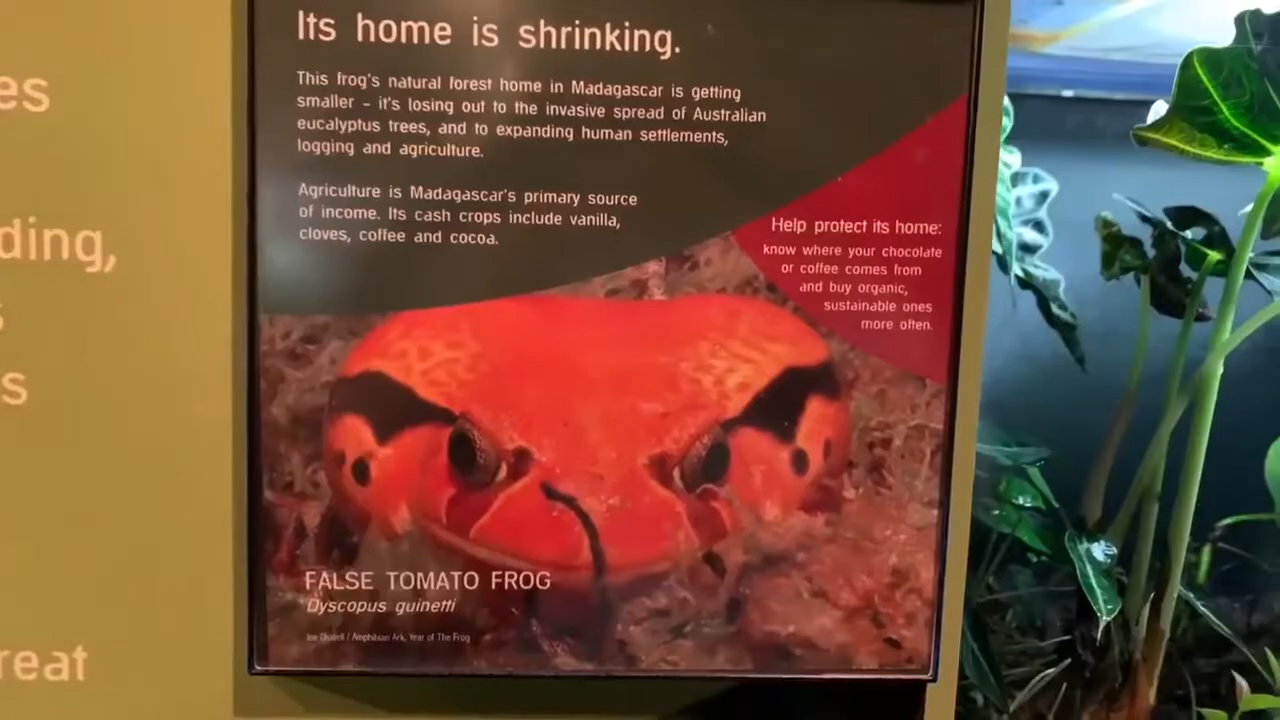 es
ding,
s
s
reat
Its home is shrinking.
This frog's natural forest home in Madagascar is getting
smaller - it's losing out to the invasive spread of Australian
eucalyptus trees, and to expanding human settlements,
logging and agriculture.
Agriculture is Madagascar's primary source
of income. Its cash crops include vanilla,
cloves, coffee and cocoa.
Help protect its home:
know where your chocolate
or coffee comes from
and buy organic,
sustainable ones
more often.
FALSE TOMATO FROG
Dyscopus guinetti
/ Amphibian Ark, Year of The Frog